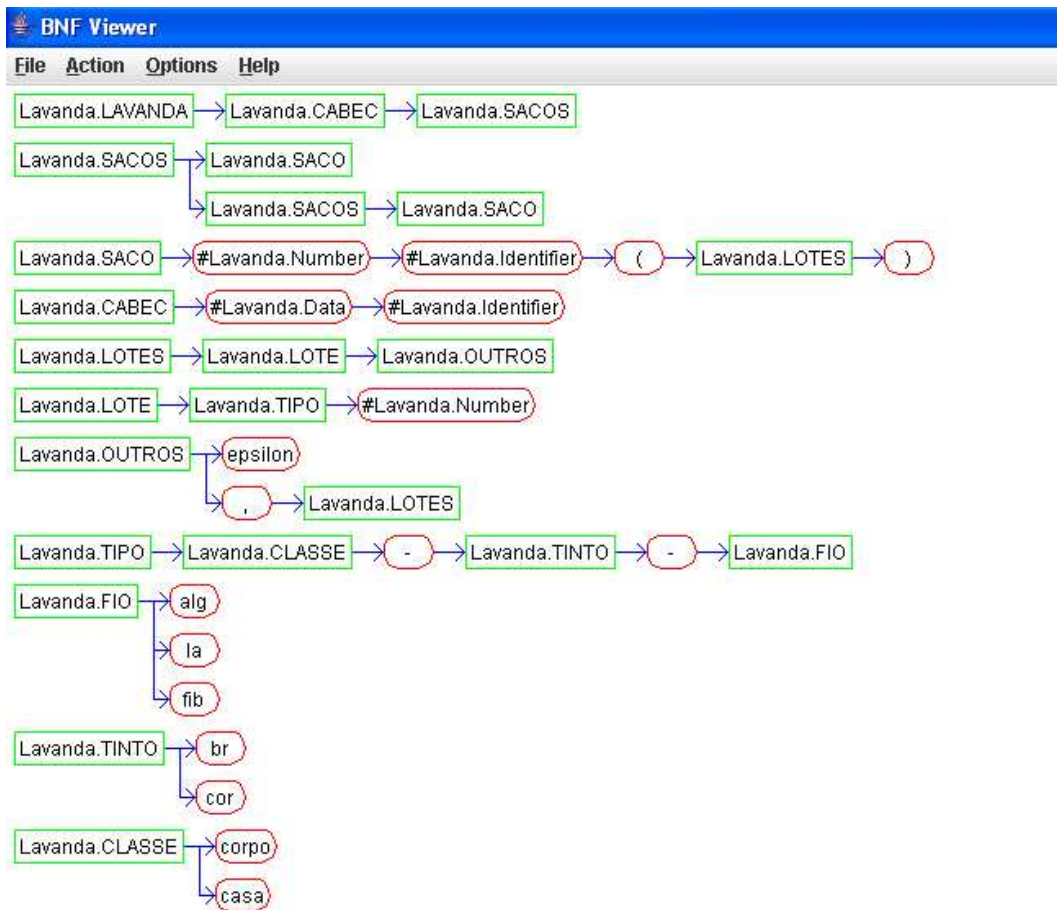 BNF Viewer
File Action Options Help
Lavanda.LAVANDA Lavanda.CABEC Lavanda.SACOS
Lavanda.SACOS Lavanda.SACO
Lavanda.SACOS Lavanda.SACO
Lavanda.SACO #Lavanda.Number #Lavanda.Identifier ( Lavanda.LOTES )
Lavanda.CABEC #Lavanda.Data #Lavanda.Identifier
Lavanda.LOTES Lavanda.LOTE Lavanda.OUTROS
Lavanda.LOTE Lavanda.TIPO #Lavanda.Number
Lavanda.OUTROS epsilon
, Lavanda.LOTES
Lavanda.TIPO Lavanda.CLASSE - Lavanda.TINTO - Lavanda.FIO
Lavanda.FIO alg
la
fib
Lavanda.TINTO br
cor
Lavanda.CLASSE corpo
casa